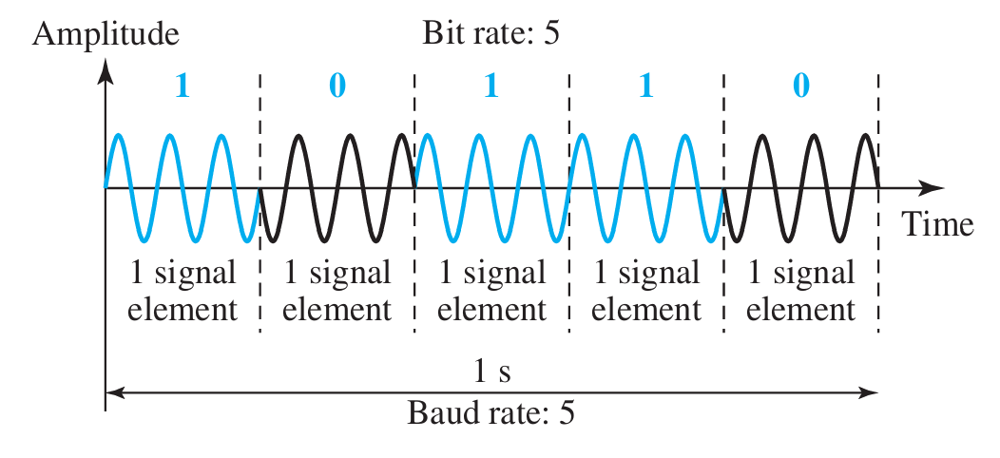 Amplitude
Bit rate: 5
1 0 1 1 0
Time
1 signal element
1 signal element
1 signal element
1 signal element
1 signal element
1 s
Baud rate: 5